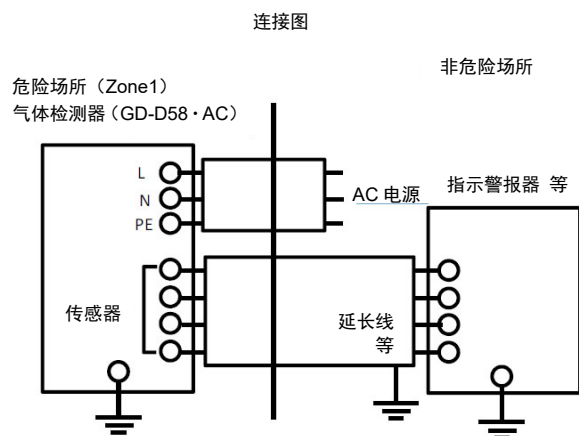 连接图
非危险场所
危险场所（Zone1）
气体检测器（GD-D58・AC）
L
N
PE
AC 电源
指示警报器 等
传感器
延长线
等